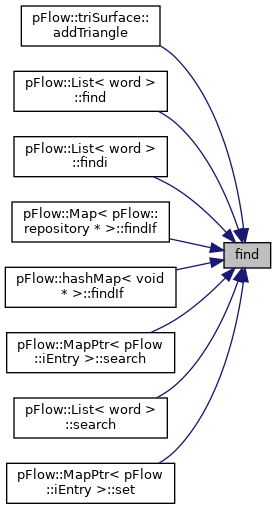 pFlow::triSurface::
addTriangle
pFlow::List< word >
::find
pFlow::List< word >
::findi
pFlow::Map< pFlow::
repository * >::findIf
pFlow::hashMap< void
* >::findIf
pFlow::MapPtr< pFlow
::iEntry >::search
pFlow::List< word >
::search
pFlow::MapPtr< pFlow
::iEntry >::set
find